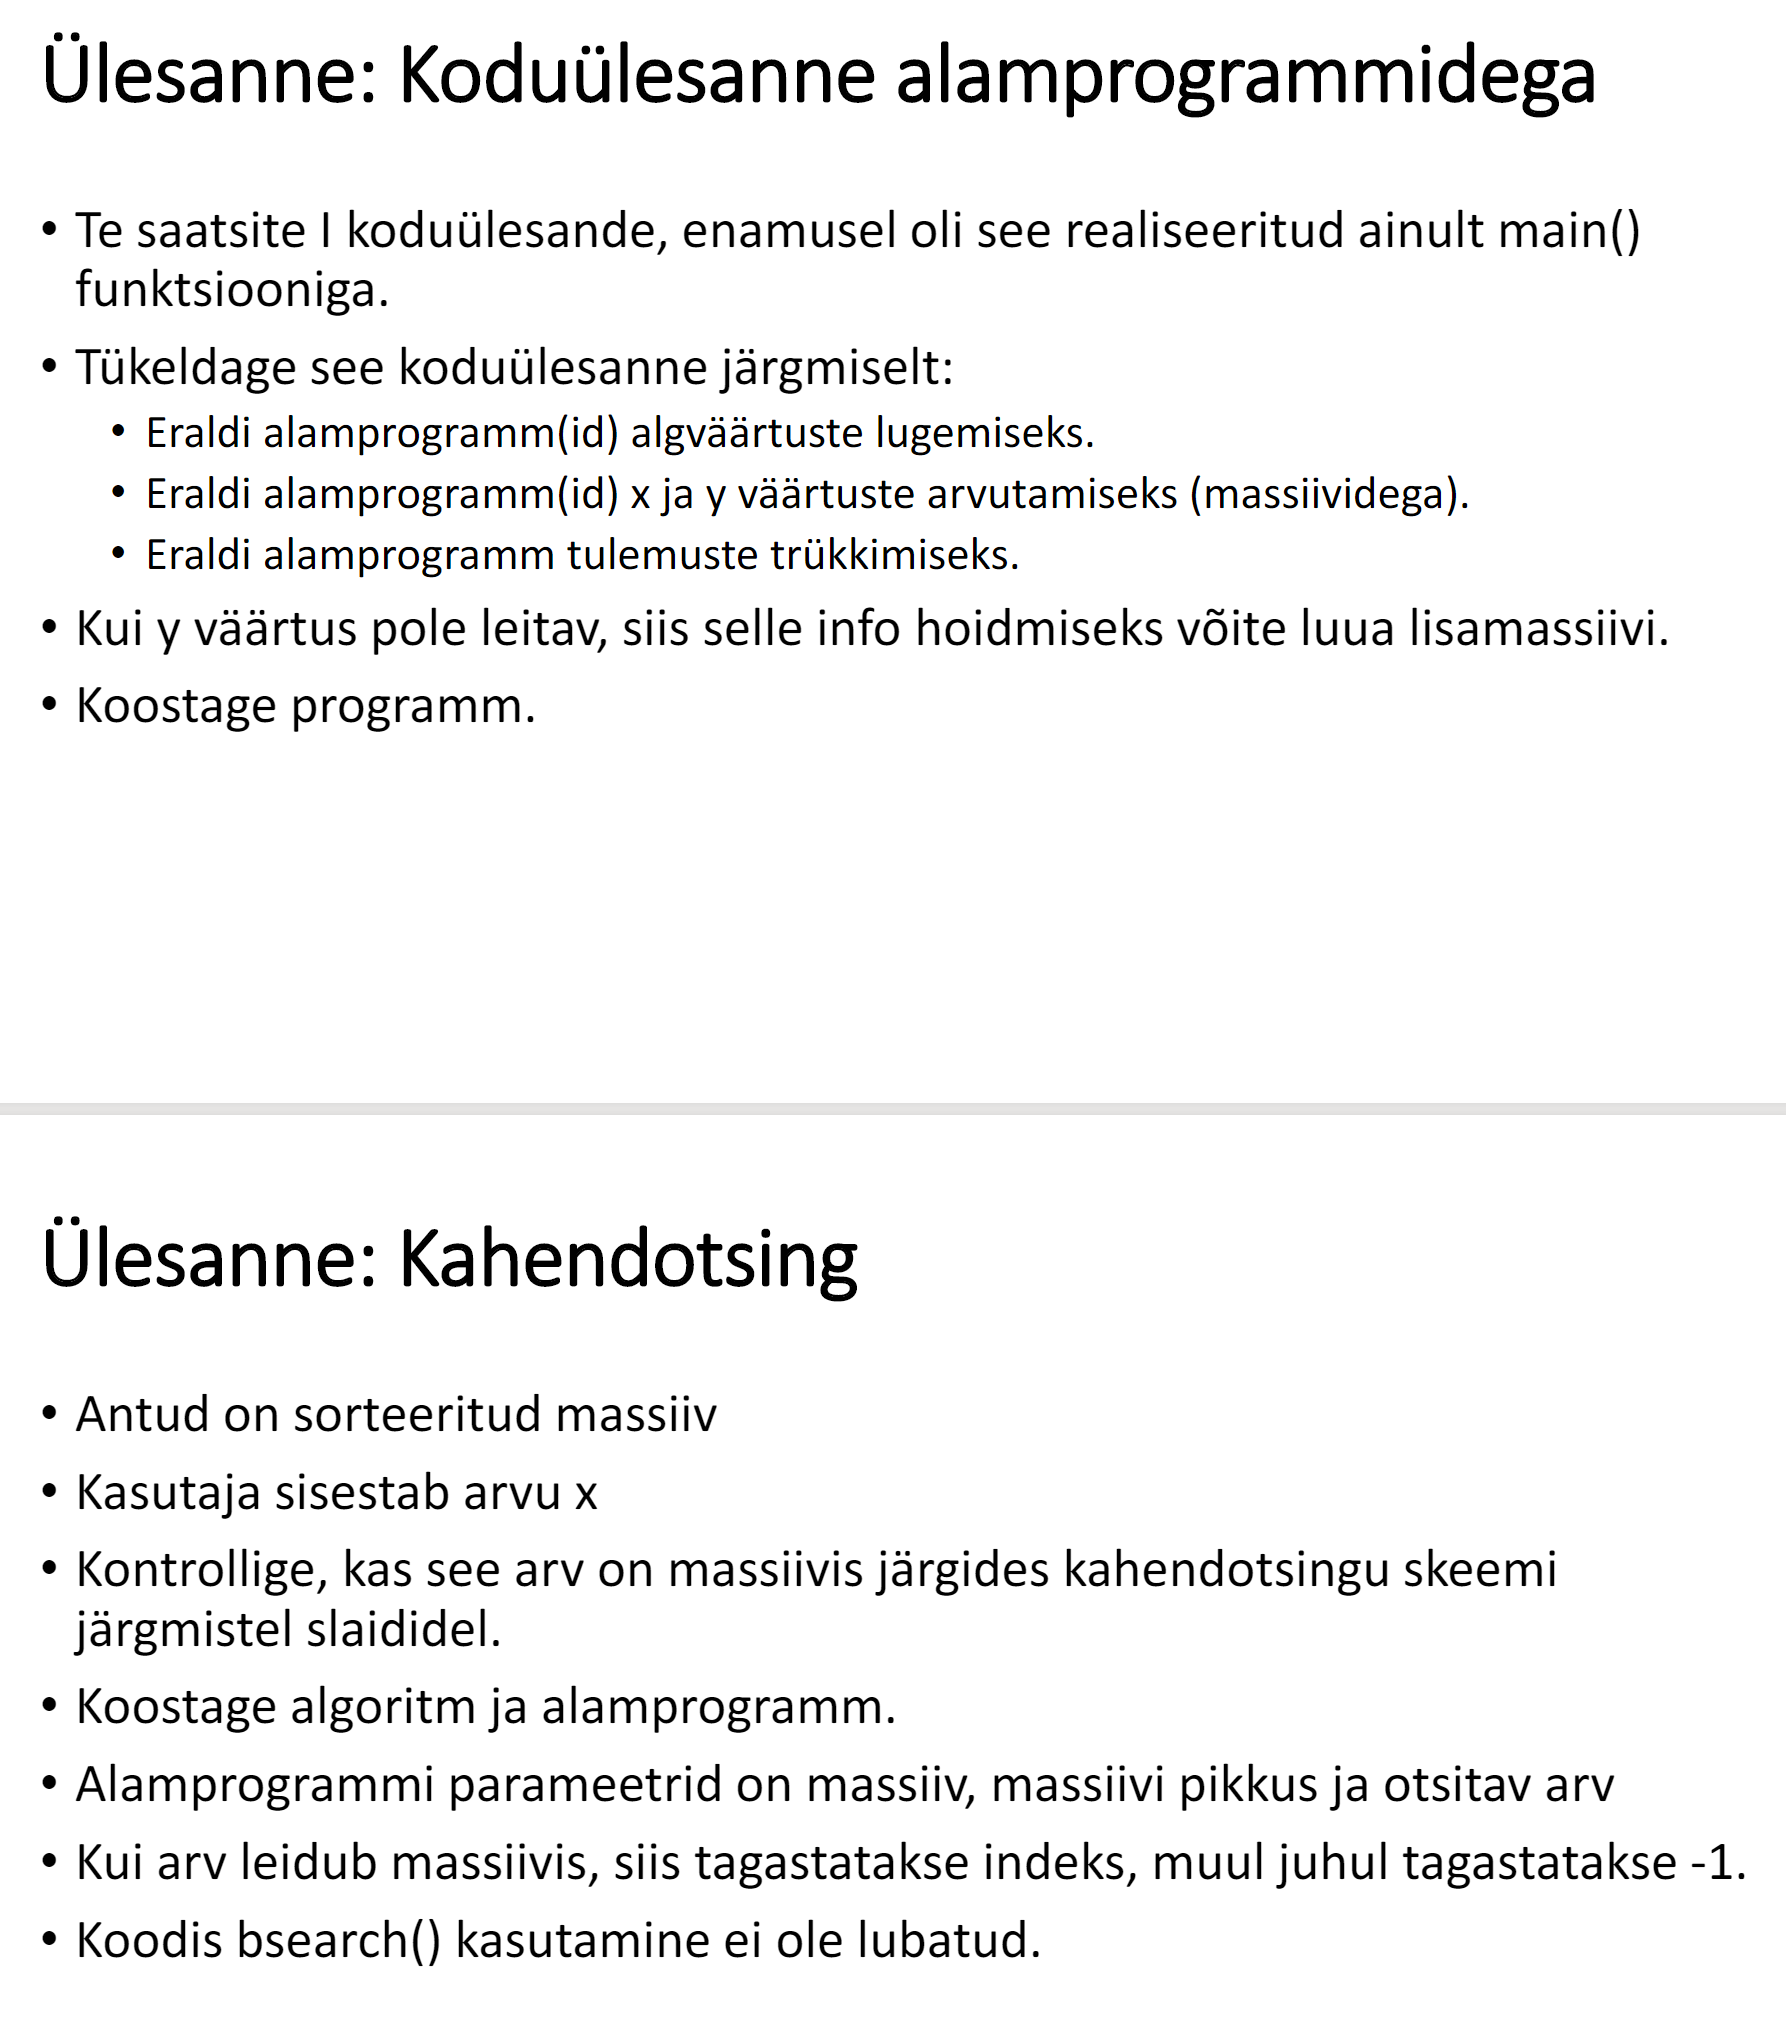 Ülesanne: Koduülesanne alamprogrammidega
• Te saatsite I koduülesande, enamusel oli see realiseeritud ainult main()
funktsiooniga.
• Tükeldage see koduülesanne järgmiselt:
• Eraldi alamprogramm(id) algväärtuste lugemiseks.
• Eraldi alamprogramm(id) x ja y väärtuste arvutamiseks (massiividega).
• Eraldi alamprogramm tulemuste trükkimiseks.
• Kui y väärtus pole leitav, siis selle info hoidmiseks võite luua lisamassiivi.
• Koostage programm.
Ülesanne: Kahendotsing
• Antud on sorteeritud massiiv
• Kasutaja sisestab arvu x
• Kontrollige, kas see arv on massiivis järgides kahendotsingu skeemi
järgmistel slaididel.
• Koostage algoritm ja alamprogramm.
• Alamprogrammi parameetrid on massiiv, massiivi pikkus ja otsitav arv
• Kui arv leidub massiivis, siis tagastatakse indeks, muul juhul tagastatakse -1.
• Koodis bsearch() kasutamine ei ole lubatud.